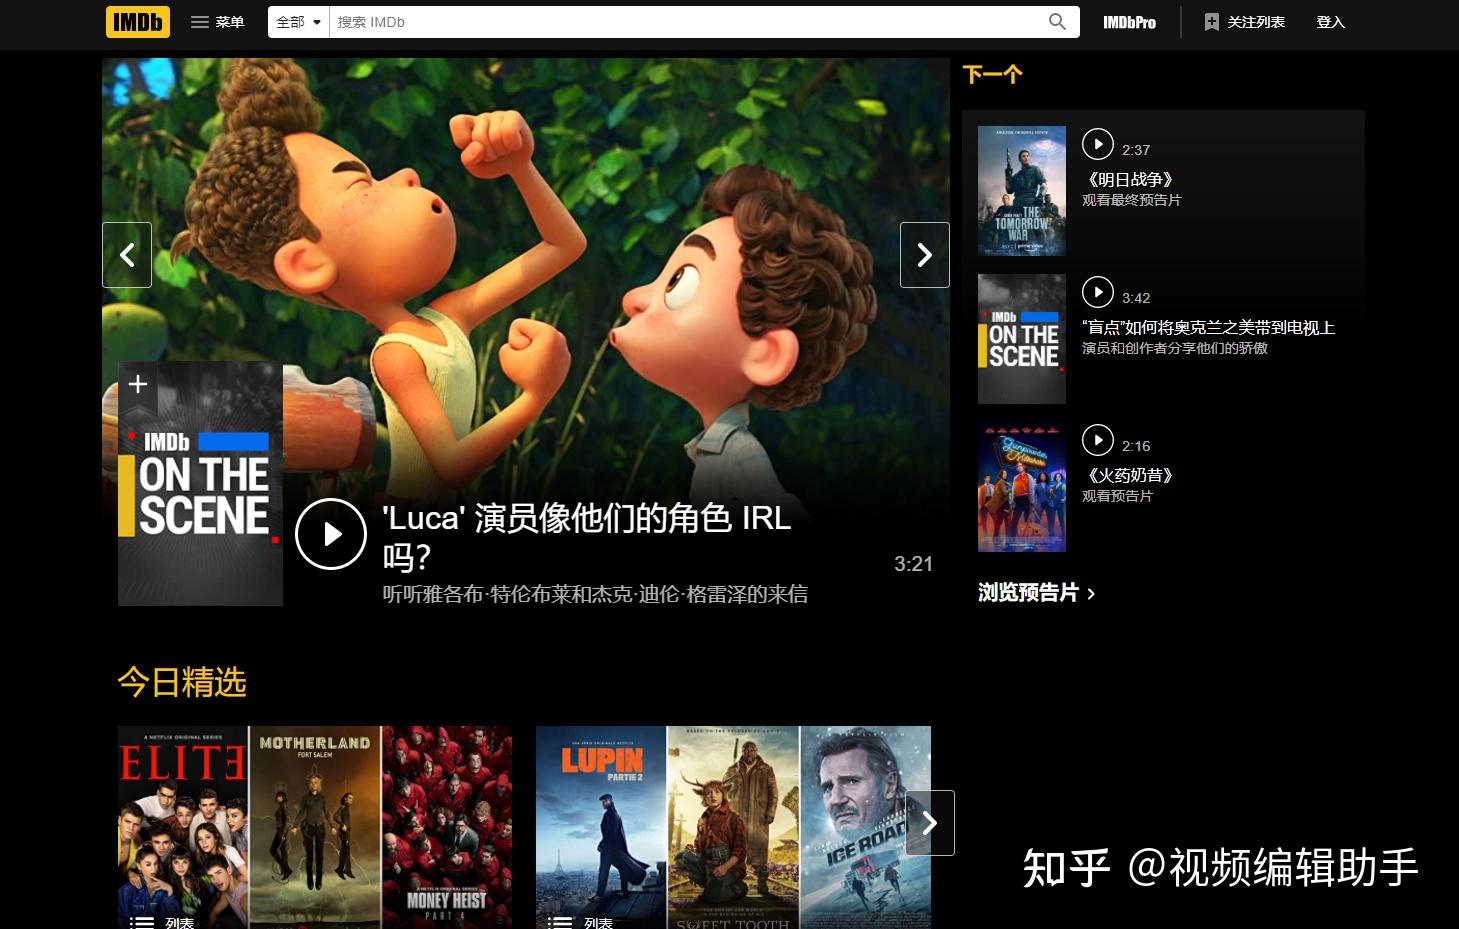 IMDb
菜单
全部
搜索 IMDb
IMDbPro
关注列表
登入
IMDb
ON THE
SCENE
'Luca' 演员像他们的角色 IRL
吗？
听听雅各布·特伦布莱和杰克·迪伦·格雷泽的来信
3:21
下一个
AMAZON ORIGINAL MOVIE
THE
TOMORROW
WAR
2:37
《明日战争》
观看最终预告片
IMDb
ON THE
SCENE
3:42
“盲点”如何将奥克兰之美带到电视上
演员和创作者分享他们的骄傲
Gunpowder
Milkshake
2:16
《火药奶昔》
观看预告片
浏览预告片
今日精选
A NETFLIX ORIGINAL SERIES
ELITE
MOTHERLAND
FORT SALEM
A NETFLIX ORIGINAL SERIES
MONEY HEIST
PART 4
列表
LUPIN
PARTIE 2
SWEET TOOTH
ICE ROAD
列表
知乎 @视频编辑助手